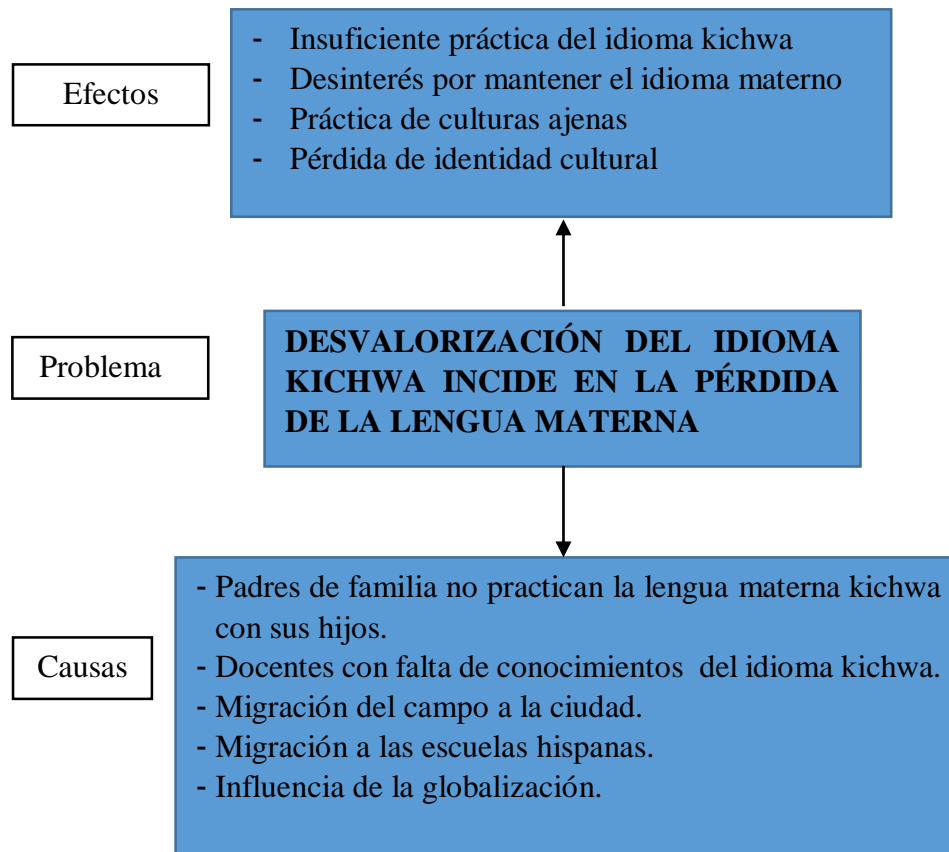 Efectos
- Insuficiente práctica del idioma kichwa
- Desinterés por mantener el idioma materno
- Práctica de culturas ajenas
- Pérdida de identidad cultural
Problema
DESVALORIZACIÓN DEL IDIOMA
KICHWA INCIDE EN LA PÉRDIDA
DE LA LENGUA MATERNA
Causas
- Padres de familia no practican la lengua materna kichwa
con sus hijos.
- Docentes con falta de conocimientos del idioma kichwa.
- Migración del campo a la ciudad.
- Migración a las escuelas hispanas.
- Influencia de la globalización.